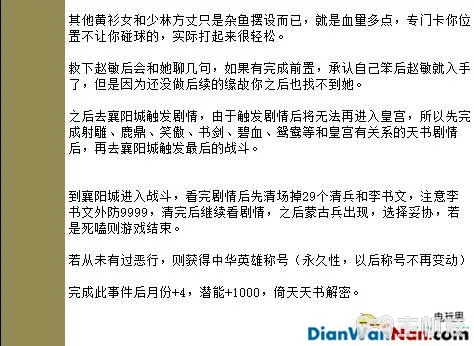 其他黄衫女和少林方丈只是杂鱼摆设而已，就是血里多点，专门卡你位
置不让你碰球的，实际打起来很轻松。
救下赵敏后会和她聊几句，如果有完成前置，承认自己笨后赵敏就入手
了，但是因为还没做后续的缘故你之后也找不到她。
之后去襄阳城触发剧情，由于触发剧情后将无法再进入皇宫，所以先完
成射雕、鹿鼎、笑傲、书剑、碧血、鸳鸯等和皇宫有关系的天书剧情
后，再去襄阳城触发最后的战斗。
到襄阳城进入战斗，看完剧情后先清场掉29个清兵和李书文，注意李
书文外防9999，清完后继续看剧情，之后蒙古兵出现，选择妥协，若
是死嗑则游戏结束。
若从未有过恶行，则获得中华英雄称号（永久性，以后称号不再变动）
完成此事件后月份+4，潜能+1000，倚天天书解密。
电玩男
DianWanNan.com